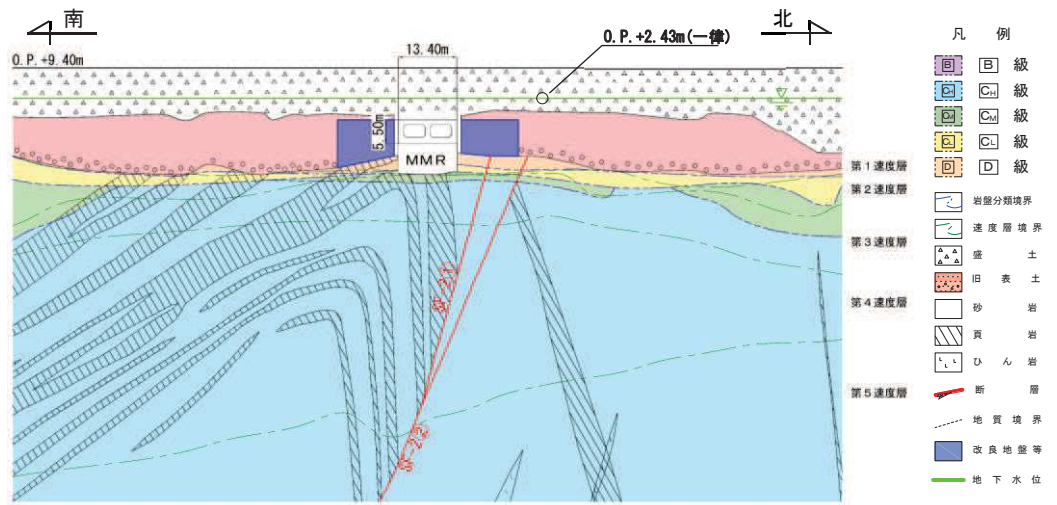 南
北
O.P.+2.43m(一律)
13.40m
O.P.+9.40m
5.50m
MMR
第1速度層
第2速度層
第3速度層
第4速度層
第5速度層
凡 例
B B 級
CH CH 級
CM CM 級
CL CL 級
D D 級
岩盤分類境界
速度層境界
盛 土
旧 表 土
砂 岩
頁 岩
ひ ん 岩
断 層
地 質 境 界
改 良 地 盤 等
地 下 水 位